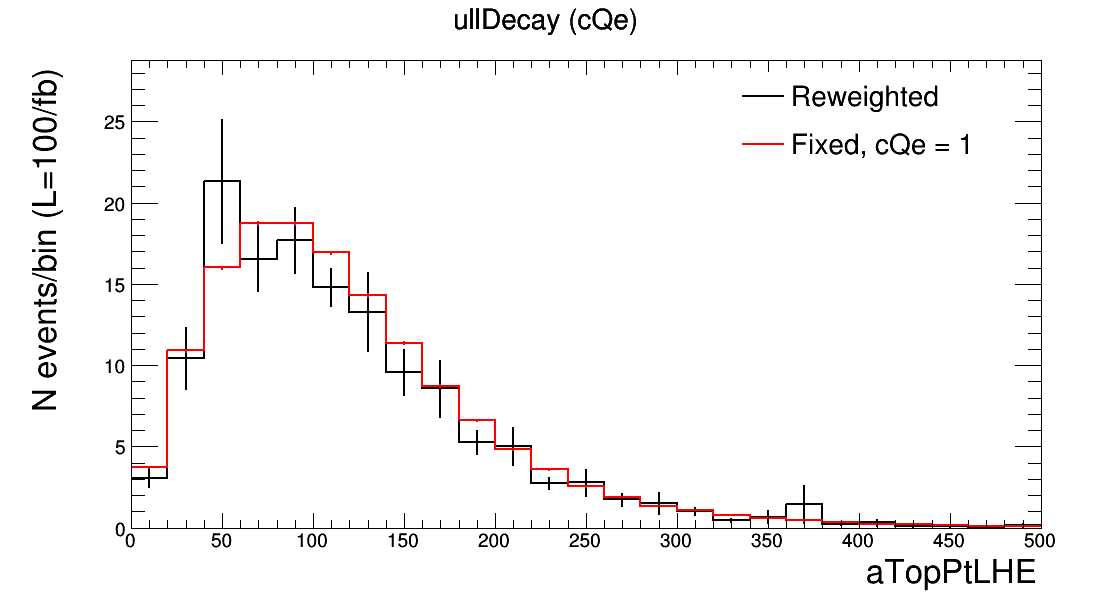 ullDecay (cQe)
N events/bin (L=100/fb)
Reweighted
Fixed, cQe = 1
25
20
15
10
5
0
0 50 100 150 200 250 300 350 400 450 500
aTopPtLHE